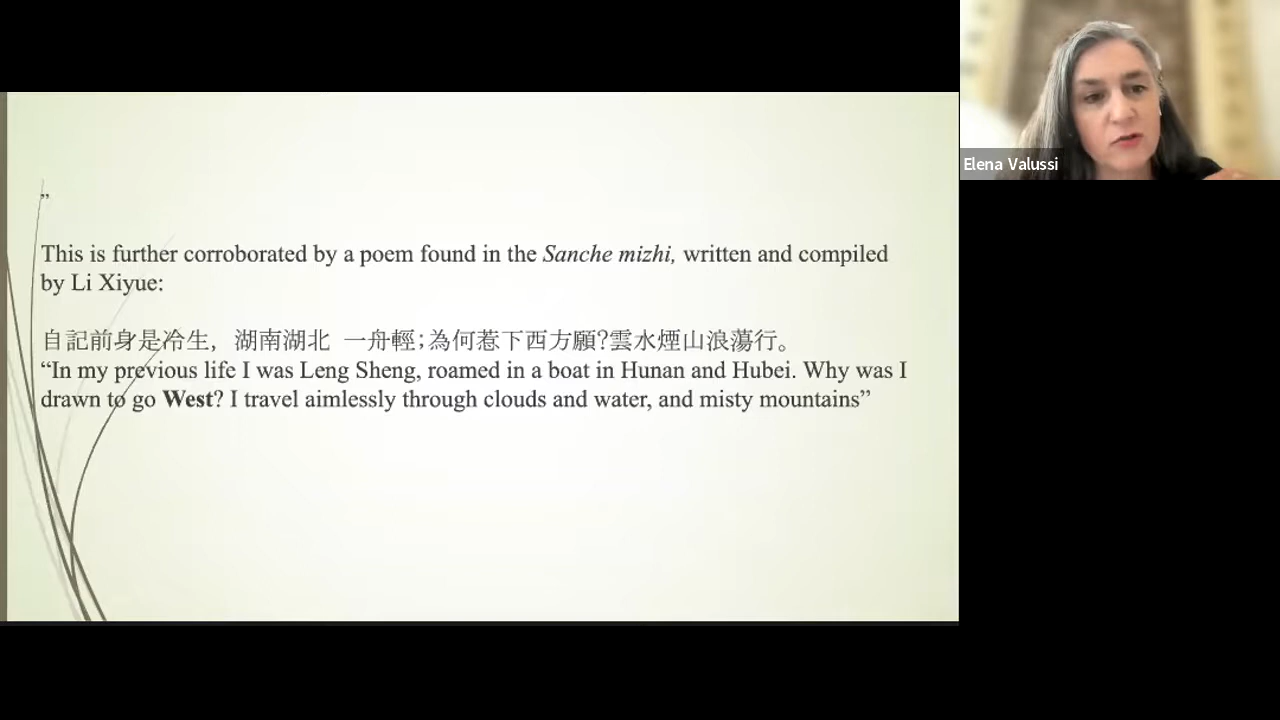 ”
This is further corroborated by a poem found in the Sanche mizhi, written and compiled
by Li Xiyue:
自記前身是冷生，湖南湖北 一舟輕;為何惹下西方願?雲水煙山浪蕩行。
“In my previous life I was Leng Sheng, roamed in a boat in Hunan and Hubei. Why was I
drawn to go West? I travel aimlessly through clouds and water, and misty mountains”
Elena Valussi